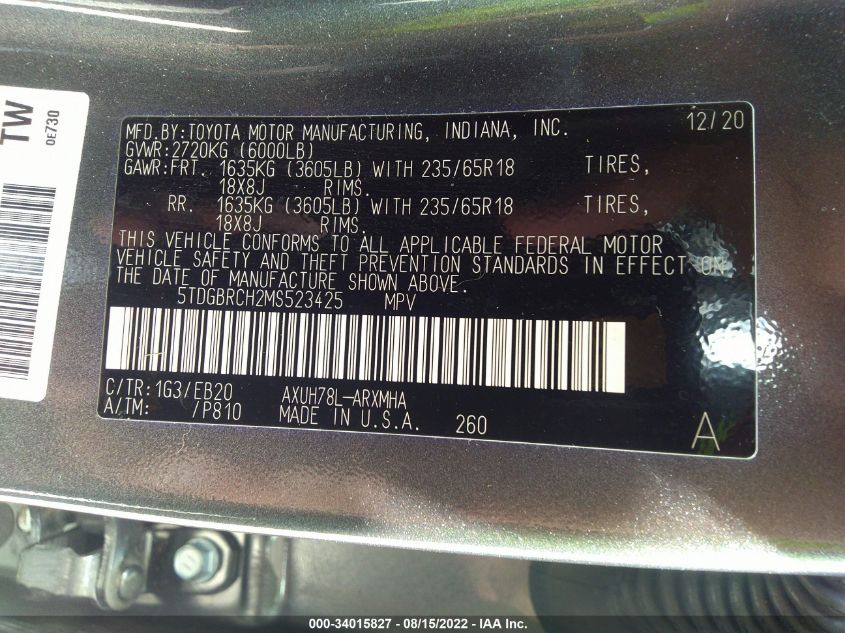 TW
0E730
MFD.BY:TOYOTA MOTOR MANUFACTURING, INDIANA, INC. 12/20
GVWR:2720KG (6000LB)
GAWR:FRT. 1635KG (3605LB) WITH 235/65R18 TIRES,
18X8J RIMS.
RR. 1635KG (3605LB) WITH 235/65R18 TIRES,
18X8J RIMS.
THIS VEHICLE CONFORMS TO ALL APPLICABLE FEDERAL MOTOR
VEHICLE SAFETY AND THEFT PREVENTION STANDARDS IN EFFECT ON
THE DATE OF MANUFACTURE SHOWN ABOVE.
5TDGBRCH2MS523425 MPV
C/TR:1G3/EB20 AXUH78L-ARXMHA
A/TM: /P810 MADE IN U.S.A. 260
A
000-34015827 - 08/15/2022 - IAA Inc.